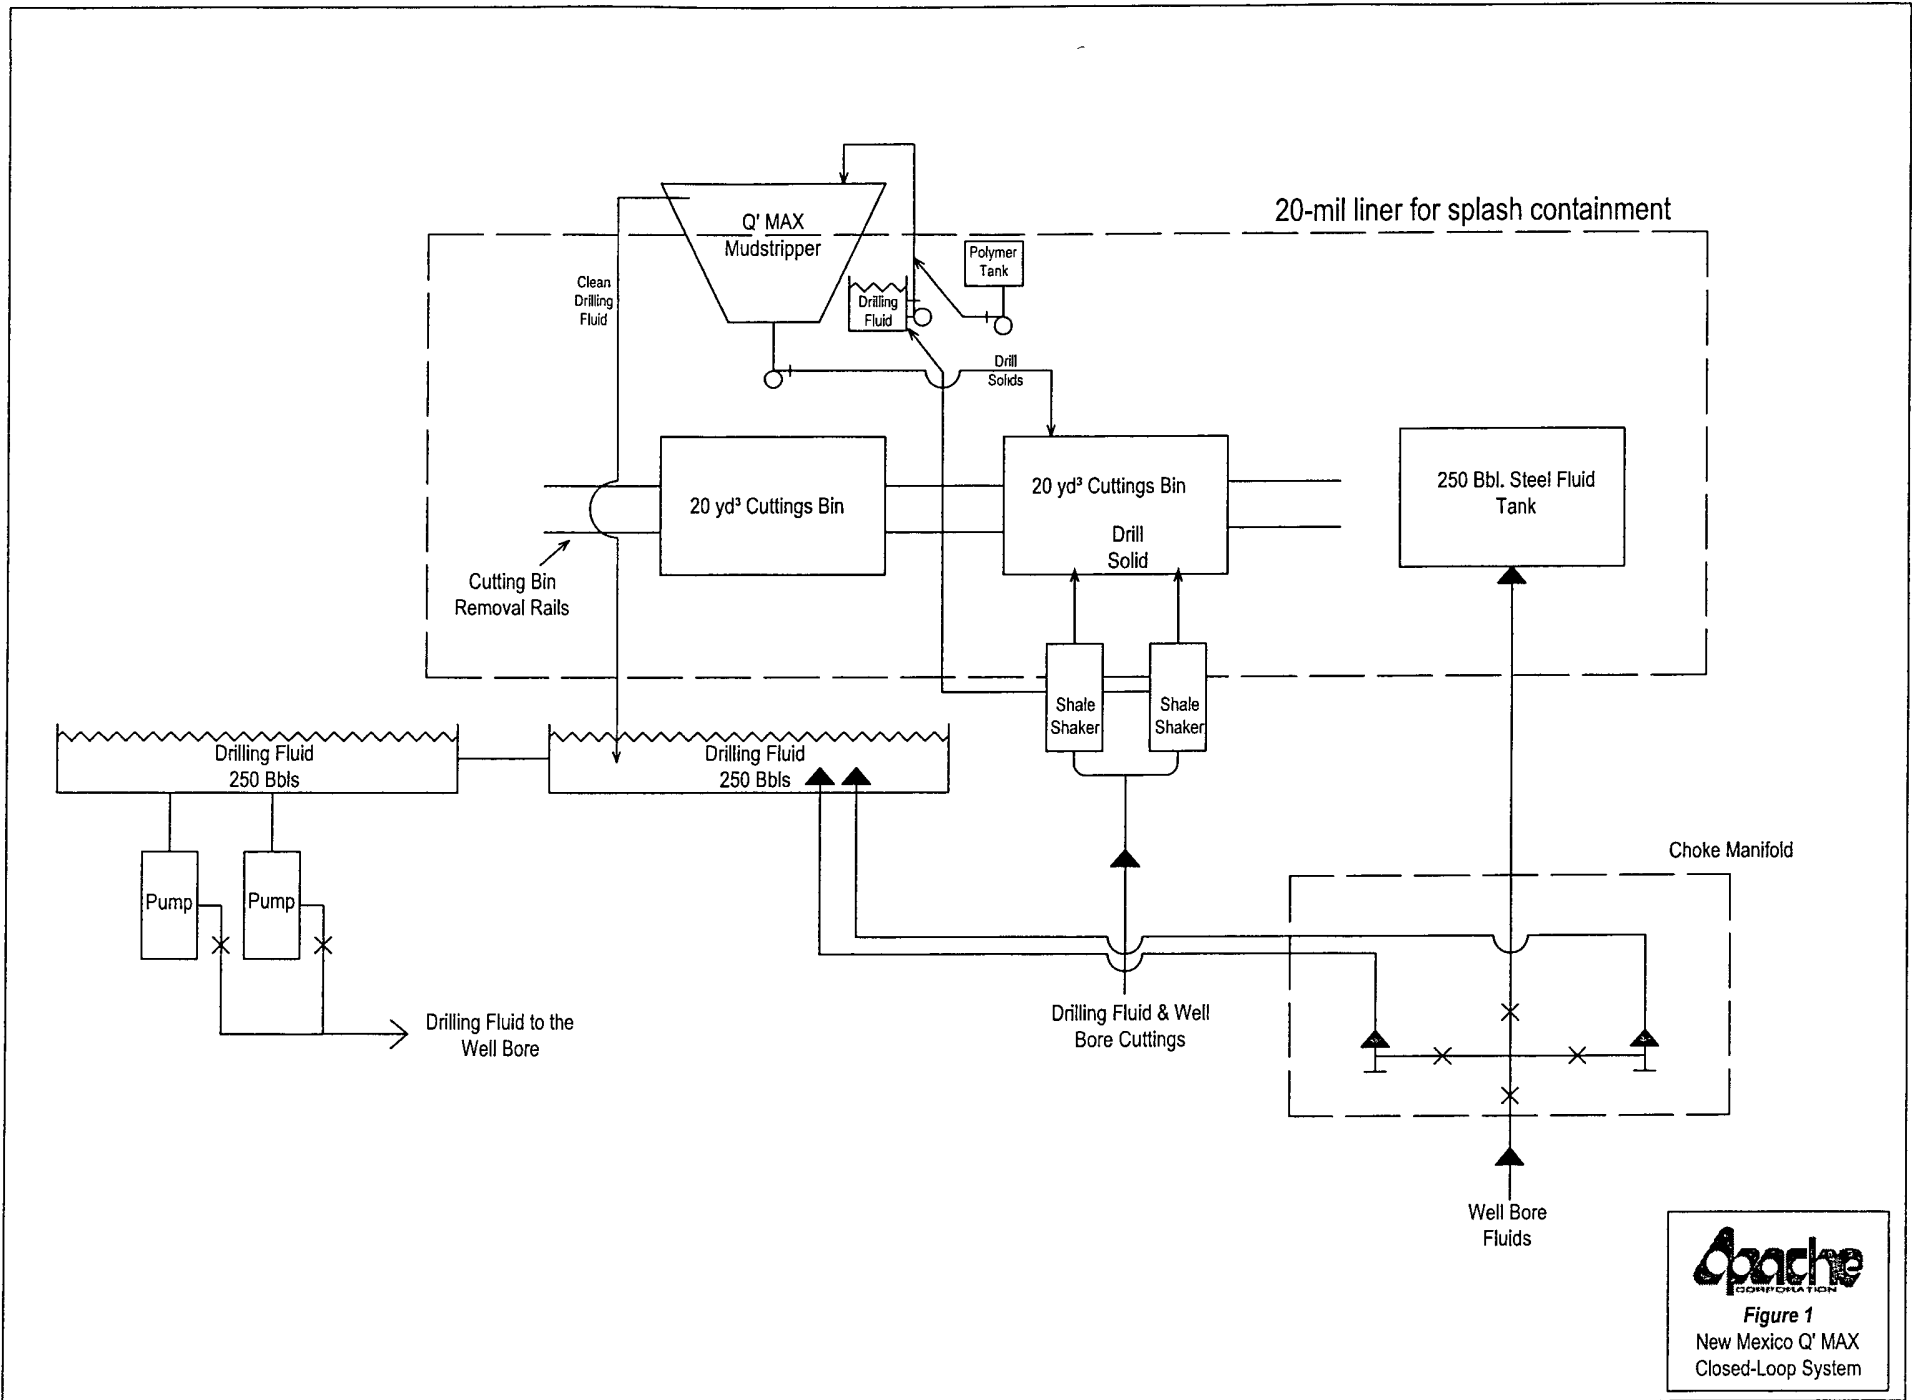 20-mil liner for splash containment
Q' MAX
Mudstripper
Polymer
Tank
Clean
Drilling
Fluid
Drilling
Fluid
Drill
Solids
20 yd³ Cuttings Bin
20 yd³ Cuttings Bin
Drill
Solid
250 Bbl. Steel Fluid
Tank
Cutting Bin
Removal Rails
Shale
Shaker
Shale
Shaker
Drilling Fluid
250 Bbls
Drilling Fluid
250 Bbls
Choke Manifold
Pump
Pump
Drilling Fluid to the
Well Bore
Drilling Fluid & Well
Bore Cuttings
Well Bore
Fluids
Apache
CORPORATION
Figure 1
New Mexico Q' MAX
Closed-Loop System